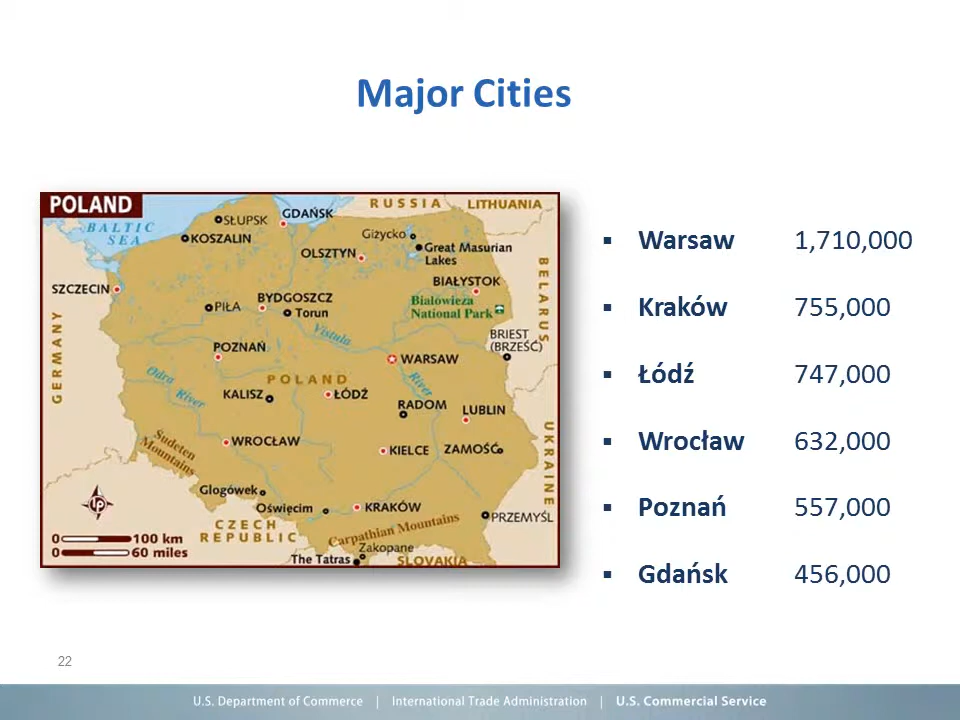 Major Cities
POLAND
RUSSIA
LITHUANIA
BALTIC
SEA
SŁUPSK
GDAŃSK
KOSZALIN
Giżycko
Great Masurian
Lakes
OLSZTYN
SZCZECIN
BIAŁYSTOK
BELARUS
PIŁA
BYDGOSZCZ
Torun
Białowieza
National Park
Vistula
BRIEST
(BRZEŚĆ)
GERMANY
POZNAŃ
WARSAW
Odra
River
POLAND
River
KALISZ
ŁÓDŹ
RADOM
LUBLIN
WROCŁAW
KIELCE
ZAMOŚĆ
UKRAINE
Sudeten
Mountains
Glogówek
Oświęcim
KRAKÓW
PRZEMYŚL
LP
CZECH
REPUBLIC
Carpathian Mountains
0 100 km
0 60 miles
Zakopane
The Tatras
SLOVAKIA
▪ Warsaw 1,710,000
▪ Kraków 755,000
▪ Łódź 747,000
▪ Wrocław 632,000
▪ Poznań 557,000
▪ Gdańsk 456,000
22
U.S. Department of Commerce | International Trade Administration | U.S. Commercial Service